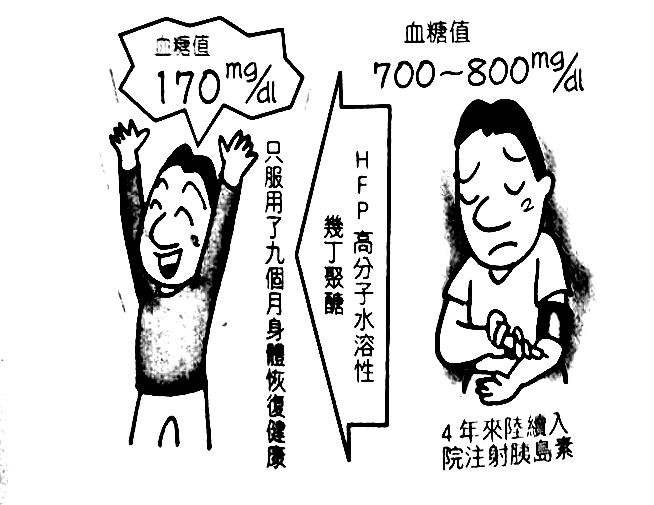 血糖值
700～800mg/dl
4年來陸續入
院注射胰島素
HFP高分子水溶性
幾丁聚醣
只服用了九個月身體恢復健康
血糖值
170mg/dl